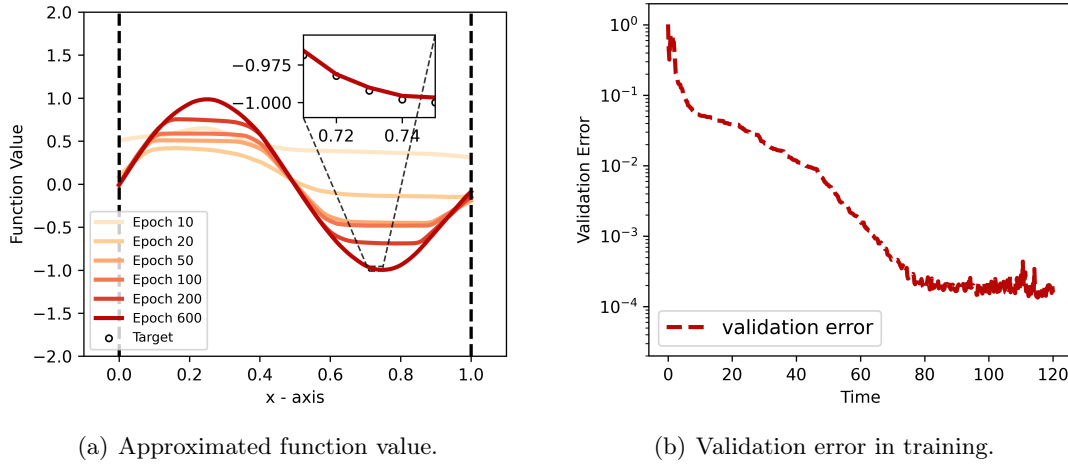 2.0
1.5
1.0
0.5
0.0
−0.5
−1.0
−1.5
−2.0
Function Value
0.0 0.2 0.4 0.6 0.8 1.0
x - axis
−0.975
−1.000
0.72 0.74
Epoch 10
Epoch 20
Epoch 50
Epoch 100
Epoch 200
Epoch 600
Target
(a) Approximated function value.
10⁰
10⁻¹
10⁻²
10⁻³
10⁻⁴
Validation Error
validation error
0 20 40 60 80 100 120
Time
(b) Validation error in training.